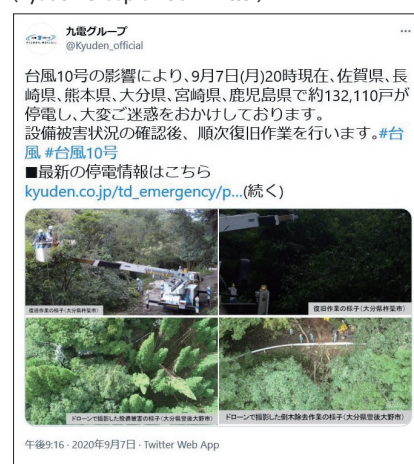 九電グループ
@Kyuden_official
台風10号の影響により、9月7日(月)20時現在、佐賀県、長
崎県、熊本県、大分県、宮崎県、鹿児島県で約132,110戸が
停電し、大変ご迷惑をおかけしております。
設備被害状況の確認後、順次復旧作業を行います。#台
風 #台風10号
■最新の停電情報はこちら
kyuden.co.jp/td_emergency/p...(続く)
復旧作業の様子(大分県杵築市)
復旧作業の様子(大分県杵築市)
ドローンで撮影した設備被害の様子(大分県豊後大野市)
ドローンで撮影した倒木除去作業の様子(大分県豊後大野市)
午後9:16 · 2020年9月7日 · Twitter Web App